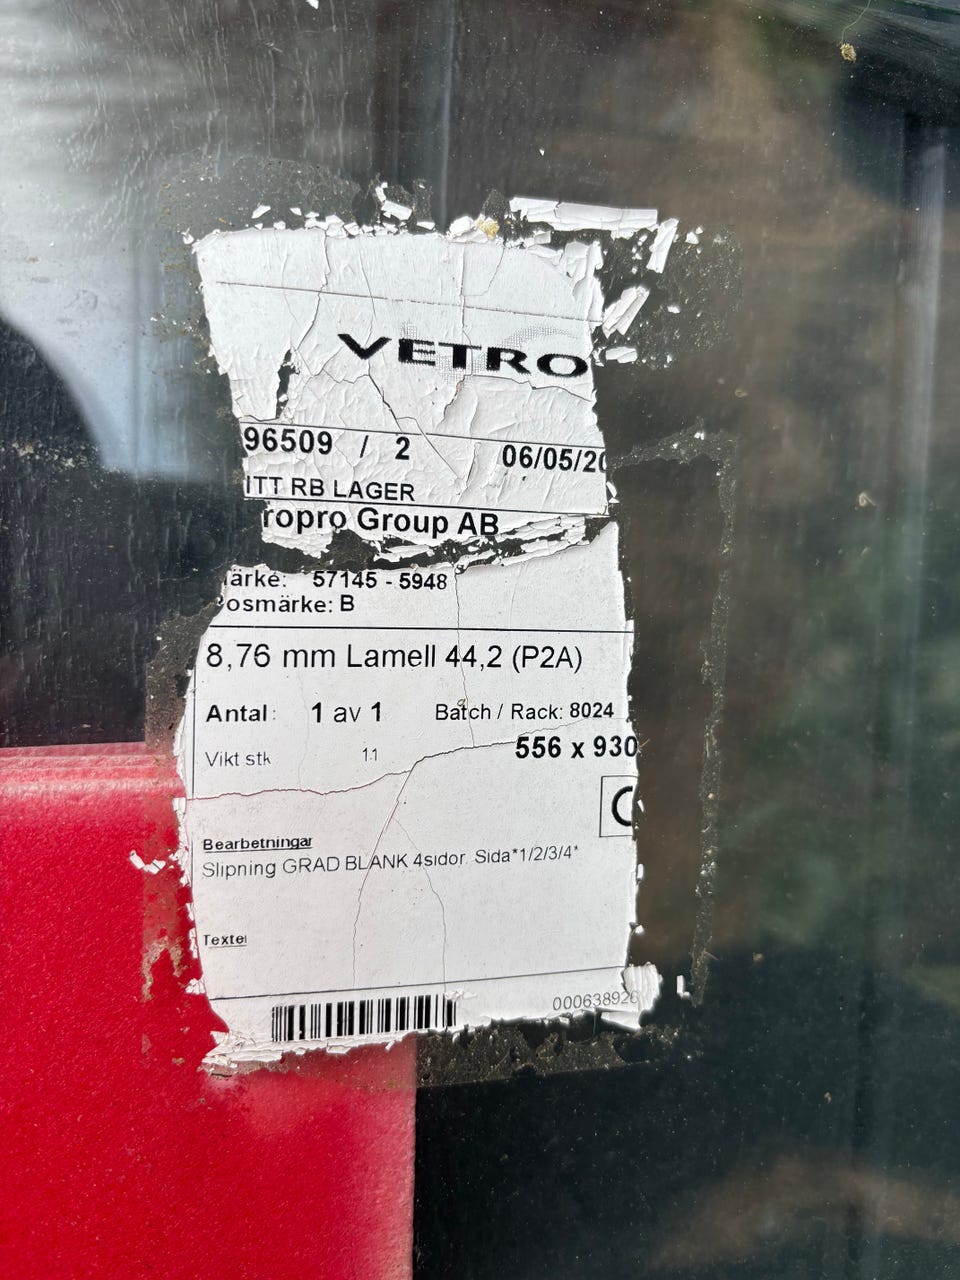 VETRO
96509 / 2 06/05/20
ITT RB LAGER
ropro Group AB
ärke: 57145 - 5948
osmärke: B
8,76 mm Lamell 44,2 (P2A)
Antal: 1 av 1 Batch / Rack: 8024
Vikt stk 11
556 x 930
Bearbetningar
Slipning GRAD BLANK 4sidor. Sida*1/2/3/4*
Texter
000638926